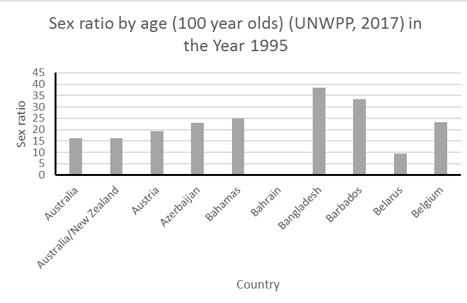 Sex ratio by age (100 year olds) (UNWPP, 2017) in
the Year 1995
45
40
35
30
25
20
15
10
5
0
Sex ratio
Australia
Australia/New Zealand
Austria
Azerbaijan
Bahamas
Bahrain
Bangladesh
Barbados
Belarus
Belgium
Country